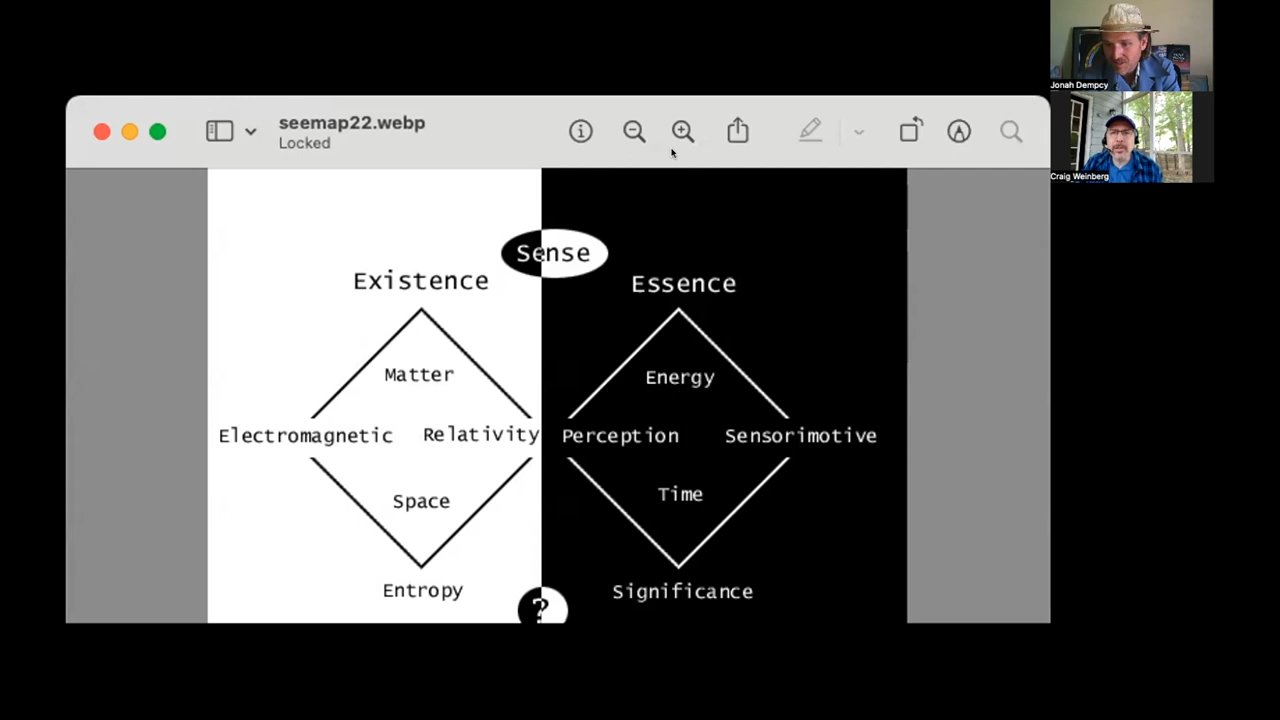 Jonah Dempcy
seemap22.webp
Locked
Craig Weinberg
Sense
Existence
Essence
Matter
Energy
Electromagnetic Relativity Perception Sensorimotive
Space
Time
Entropy
Significance
?